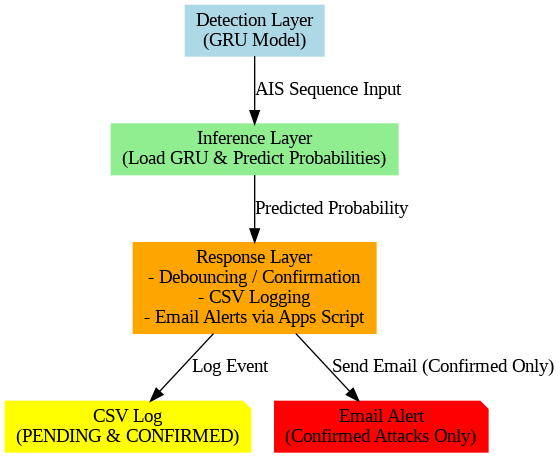 Detection Layer
(GRU Model)
AIS Sequence Input
Inference Layer
(Load GRU & Predict Probabilities)
Predicted Probability
Response Layer
- Debouncing / Confirmation
- CSV Logging
- Email Alerts via Apps Script
Log Event
Send Email (Confirmed Only)
CSV Log
(PENDING & CONFIRMED)
Email Alert
(Confirmed Attacks Only)